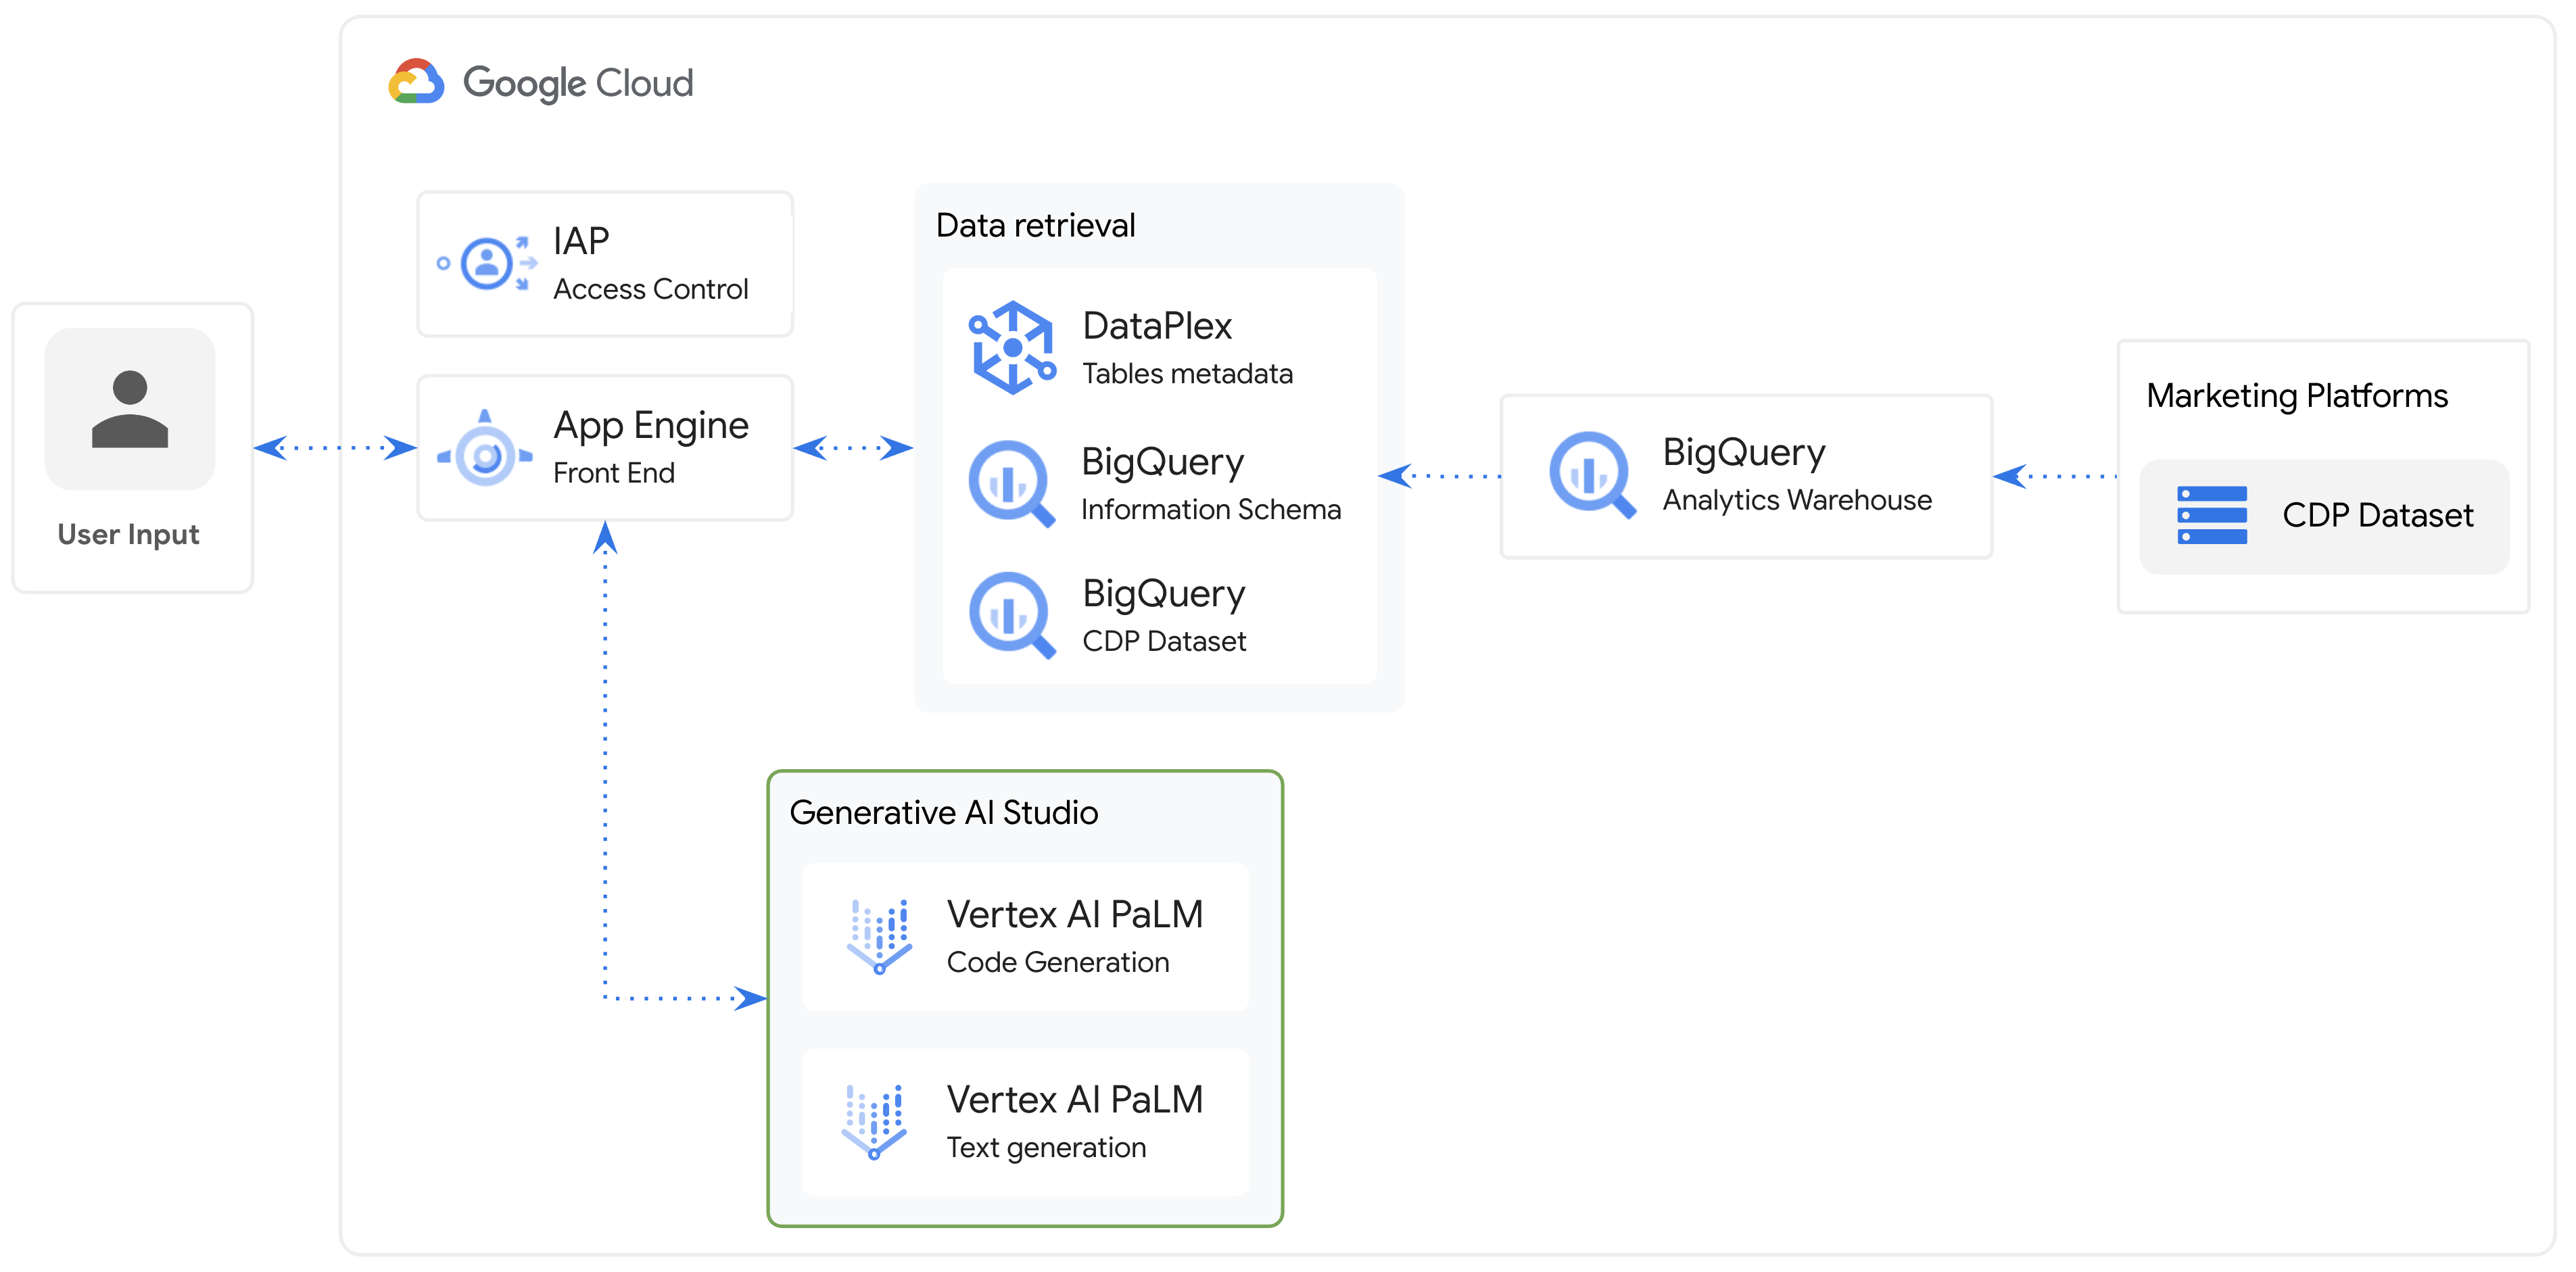 Google Cloud
IAP
Access Control
User Input
App Engine
Front End
Data retrieval
DataPlex
Tables metadata
BigQuery
Information Schema
BigQuery
CDP Dataset
BigQuery
Analytics Warehouse
Marketing Platforms
CDP Dataset
Generative AI Studio
Vertex AI PaLM
Code Generation
Vertex AI PaLM
Text generation